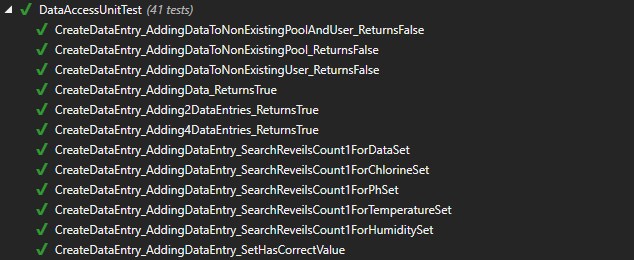 DataAccessUnitTest (41 tests)
CreateDataEntry_AddingDataToNonExistingPoolAndUser_ReturnsFalse
CreateDataEntry_AddingDataToNonExistingPool_ReturnsFalse
CreateDataEntry_AddingDataToNonExistingUser_ReturnsFalse
CreateDataEntry_AddingData_ReturnsTrue
CreateDataEntry_Adding2DataEntries_ReturnsTrue
CreateDataEntry_Adding4DataEntries_ReturnsTrue
CreateDataEntry_AddingDataEntry_SearchReveilsCount1ForDataSet
CreateDataEntry_AddingDataEntry_SearchReveilsCount1ForChlorineSet
CreateDataEntry_AddingDataEntry_SearchReveilsCount1ForPhSet
CreateDataEntry_AddingDataEntry_SearchReveilsCount1ForTemperatureSet
CreateDataEntry_AddingDataEntry_SearchReveilsCount1ForHumiditySet
CreateDataEntry_AddingDataEntry_SetHasCorrectValue